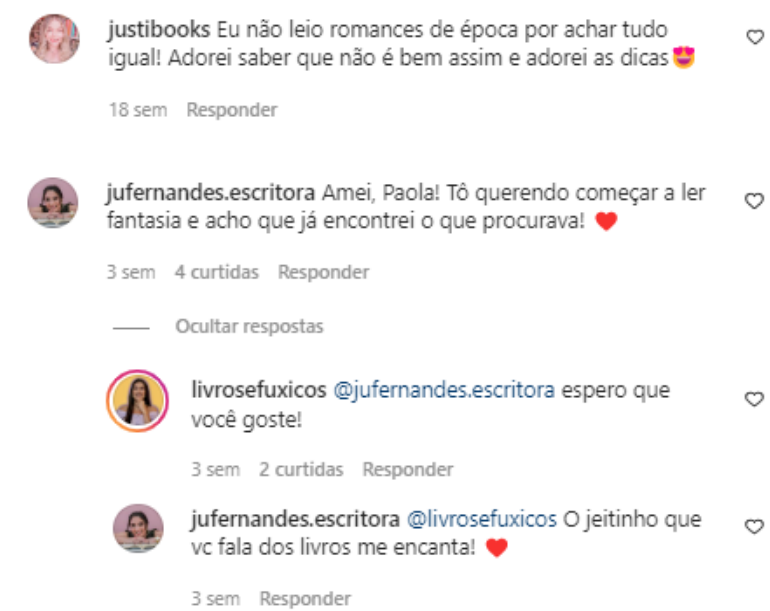 justibooks Eu não leio romances de época por achar tudo
igual! Adorei saber que não é bem assim e adorei as dicas😍
18 sem Responder
jufernandes.escritora Amei, Paola! Tô querendo começar a ler
fantasia e acho que já encontrei o que procurava! ♥️
3 sem 4 curtidas Responder
Ocultar respostas
livrosefuxicos @jufernandes.escritora espero que
você goste!
3 sem 2 curtidas Responder
jufernandes.escritora @livrosefuxicos O jeitinho que
vc fala dos livros me encanta! ♥️
3 sem Responder